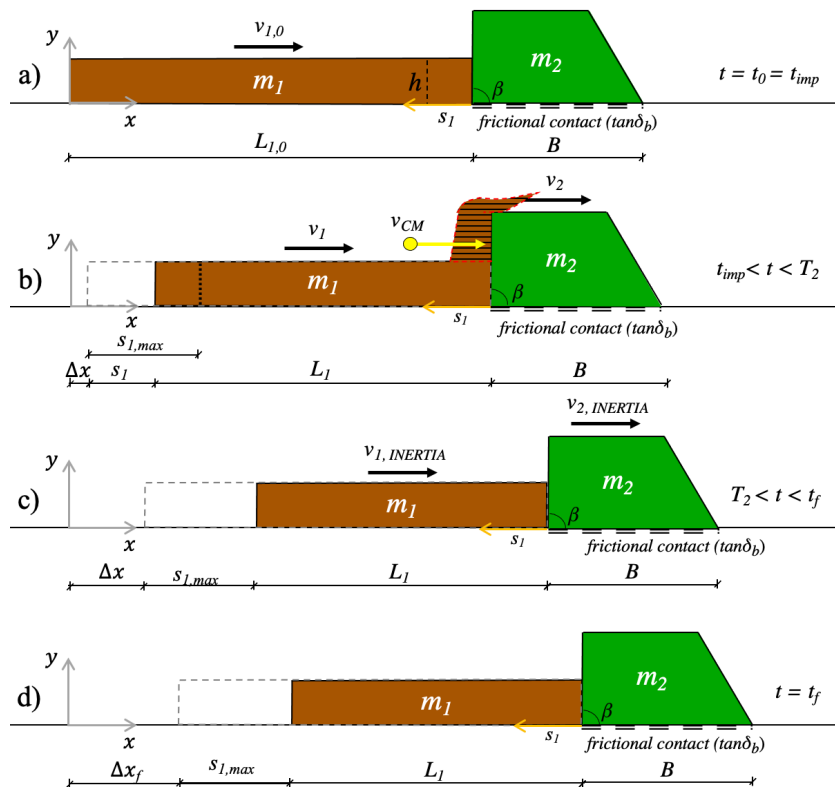 y
v1,0
m2
a)
m1
h
β
t = t0 = timp
x
s1
frictional contact (tanδb)
L1,0
B
v2
y
v1
vCM
b)
m1
m2
β
timp < t < T2
x
s1
frictional contact (tanδb)
s1,max
Δx
s1
L1
B
v2, INERTIA
y
v1, INERTIA
c)
m1
m2
β
T2 < t < tf
x
s1
frictional contact (tanδb)
Δx
s1,max
L1
B
y
d)
m1
m2
β
t = tf
x
s1
frictional contact (tanδb)
Δxf
s1,max
L1
B